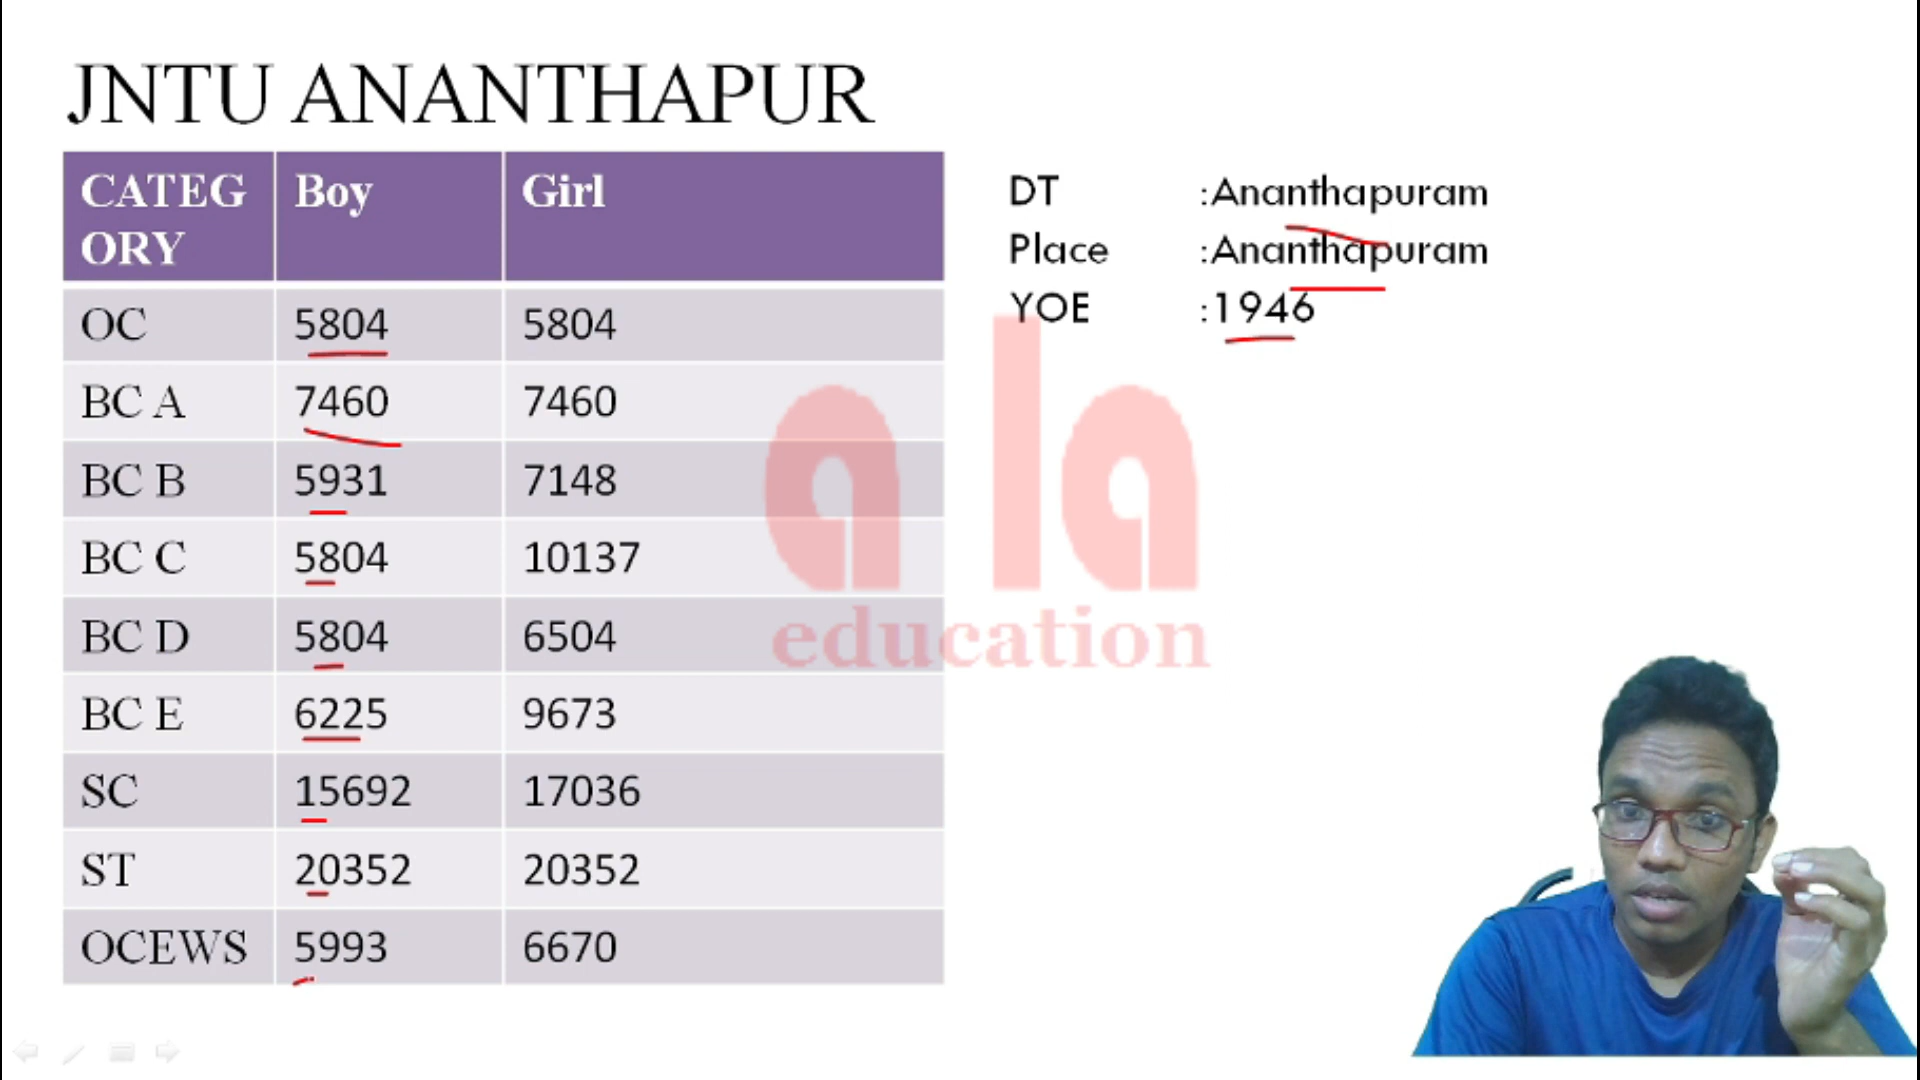 JNTU ANANTHAPUR
CATEG
ORY Boy Girl
OC 5804 5804
BC A 7460 7460
BC B 5931 7148
BC C 5804 10137
BC D 5804 6504
BC E 6225 9673
SC 15692 17036
ST 20352 20352
OCEWS 5993 6670
DT :Ananthapuram
Place :Ananthapuram
YOE :1946
a la
education